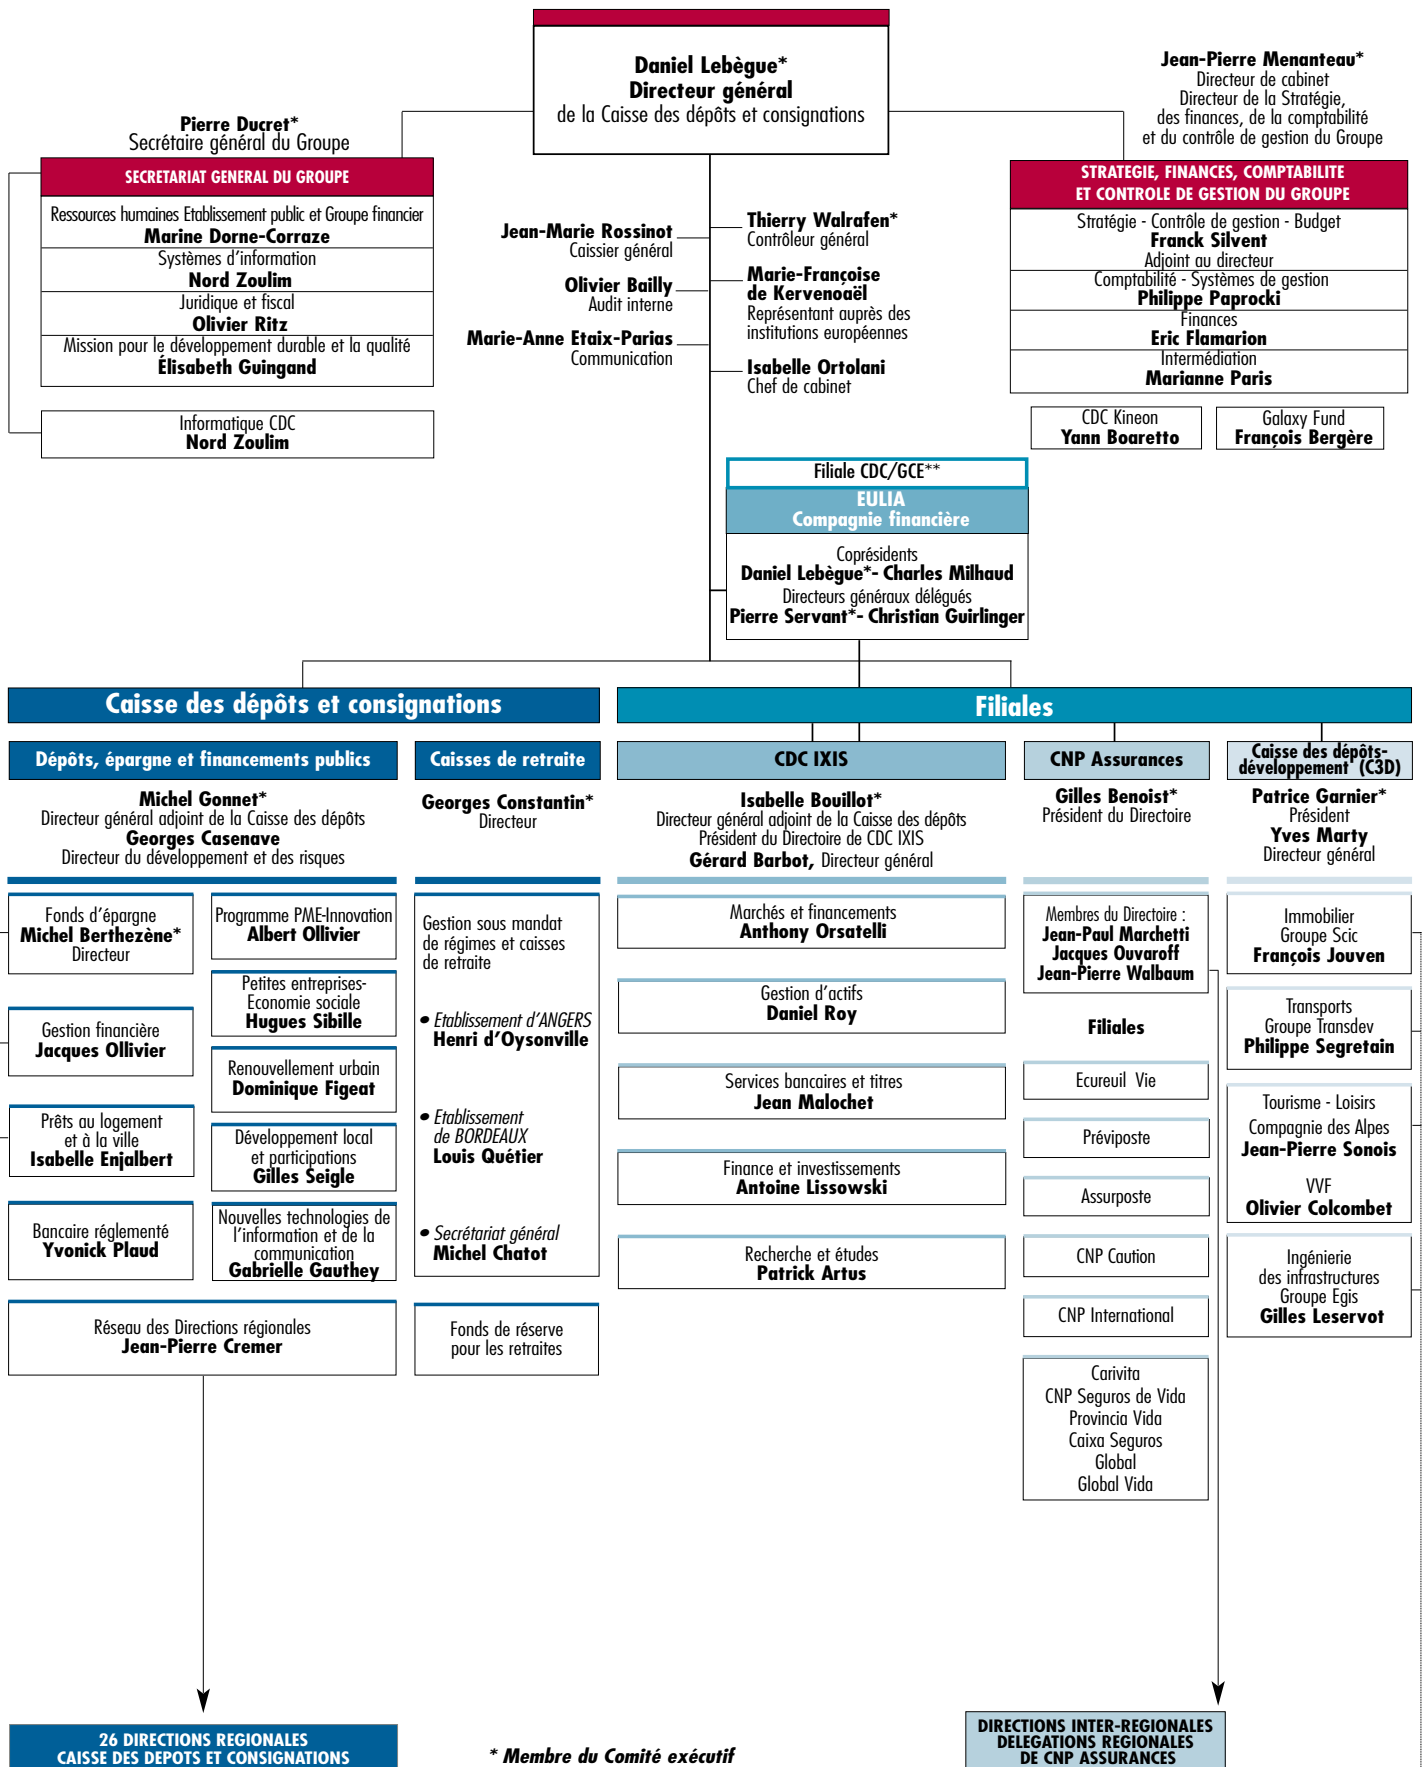 Daniel Lebègue*
Directeur général
de la Caisse des dépôts et consignations
Jean-Pierre Menanteau*
Directeur de cabinet
Directeur de la Stratégie,
des finances, de la comptabilité
et du contrôle de gestion du Groupe
Pierre Ducret*
Secrétaire général du Groupe
SECRETARIAT GENERAL DU GROUPE
Ressources humaines Etablissement public et Groupe financier
Marine Dorne-Corraze
Systèmes d'information
Nord Zoulim
Juridique et fiscal
Olivier Ritz
Mission pour le développement durable et la qualité
Élisabeth Guingand
Informatique CDC
Nord Zoulim
Jean-Marie Rossinot
Caissier général
Olivier Bailly
Audit interne
Marie-Anne Etaix-Parias
Communication
Thierry Walrafen*
Contrôleur général
Marie-Françoise
de Kervenoaël
Représentant auprès des
institutions européennes
Isabelle Ortolani
Chef de cabinet
STRATEGIE, FINANCES, COMPTABILITE
ET CONTROLE DE GESTION DU GROUPE
Stratégie - Contrôle de gestion - Budget
Franck Silvent
Adjoint au directeur
Comptabilité - Systèmes de gestion
Philippe Paprocki
Finances
Eric Flamarion
Intermédiation
Marianne Paris
CDC Kineon
Yann Boaretto
Galaxy Fund
François Bergère
Filiale CDC/GCE**
EULIA
Compagnie financière
Coprésidents
Daniel Lebègue*- Charles Milhaud
Directeurs généraux délégués
Pierre Servant*- Christian Guirlinger
Caisse des dépôts et consignations
Filiales
Dépôts, épargne et financements publics
Michel Gonnet*
Directeur général adjoint de la Caisse des dépôts
Georges Casenave
Directeur du développement et des risques
Fonds d'épargne
Michel Berthezène*
Directeur
Gestion financière
Jacques Ollivier
Prêts au logement
et à la ville
Isabelle Enjalbert
Bancaire réglementé
Yvonick Plaud
Programme PME-Innovation
Albert Ollivier
Petites entreprises-
Economie sociale
Hugues Sibille
Renouvellement urbain
Dominique Figeat
Développement local
et participations
Gilles Seigle
Nouvelles technologies de
l'information et de la
communication
Gabrielle Gauthey
Réseau des Directions régionales
Jean-Pierre Cremer
Caisses de retraite
Georges Constantin*
Directeur
Gestion sous mandat
de régimes et caisses
de retraite
• Etablissement d'ANGERS
Henri d'Oysonville
• Etablissement
de BORDEAUX
Louis Quétier
• Secrétariat général
Michel Chatot
Fonds de réserve
pour les retraites
CDC IXIS
Isabelle Bouillot*
Directeur général adjoint de la Caisse des dépôts
Président du Directoire de CDC IXIS
Gérard Barbot, Directeur général
Marchés et financements
Anthony Orsatelli
Gestion d'actifs
Daniel Roy
Services bancaires et titres
Jean Malochet
Finance et investissements
Antoine Lissowski
Recherche et études
Patrick Artus
CNP Assurances
Gilles Benoist*
Président du Directoire
Membres du Directoire :
Jean-Paul Marchetti
Jacques Ouvaroff
Jean-Pierre Walbaum
Filiales
Ecureuil Vie
Préviposte
Assurposte
CNP Caution
CNP International
Carivita
CNP Seguros de Vida
Provincia Vida
Caixa Seguros
Global
Global Vida
Caisse des dépôts-
développement (C3D)
Patrice Garnier*
Président
Yves Marty
Directeur général
Immobilier
Groupe Scic
François Jouven
Transports
Groupe Transdev
Philippe Segretain
Tourisme - Loisirs
Compagnie des Alpes
Jean-Pierre Sonois
VVF
Olivier Colcombet
Ingénierie
des infrastructures
Groupe Egis
Gilles Leservot
26 DIRECTIONS REGIONALES
CAISSE DES DEPOTS ET CONSIGNATIONS
* Membre du Comité exécutif
DIRECTIONS INTER-REGIONALES
DELEGATIONS REGIONALES
DE CNP ASSURANCES